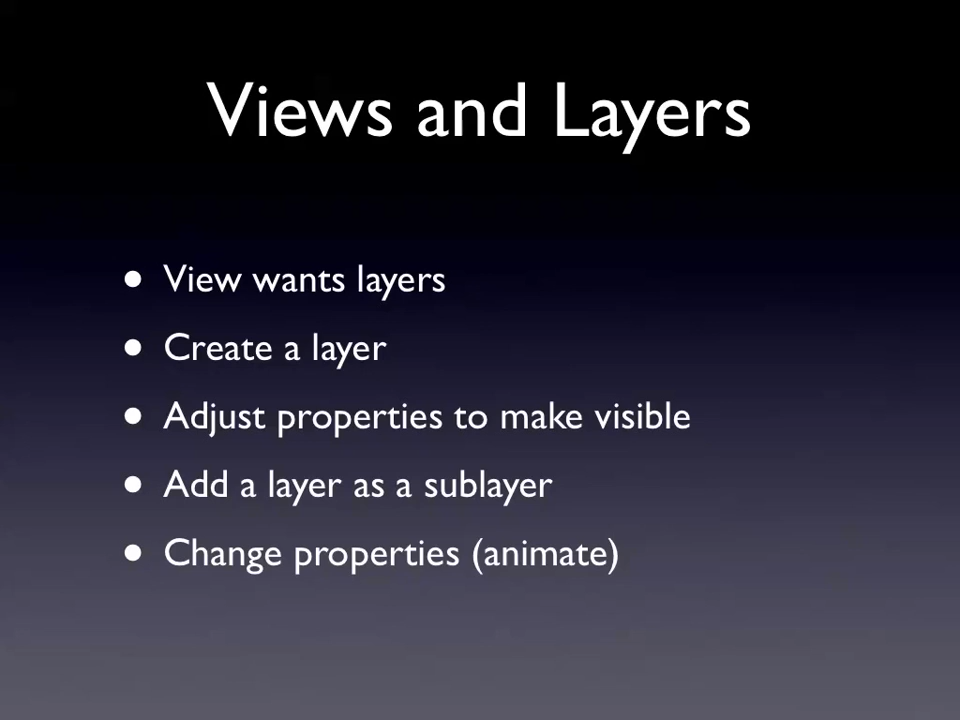 Views and Layers
• View wants layers
• Create a layer
• Adjust properties to make visible
• Add a layer as a sublayer
• Change properties (animate)